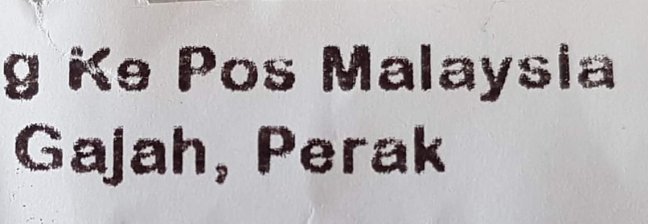 g Ke Pos Malaysia
Gajah, Perak